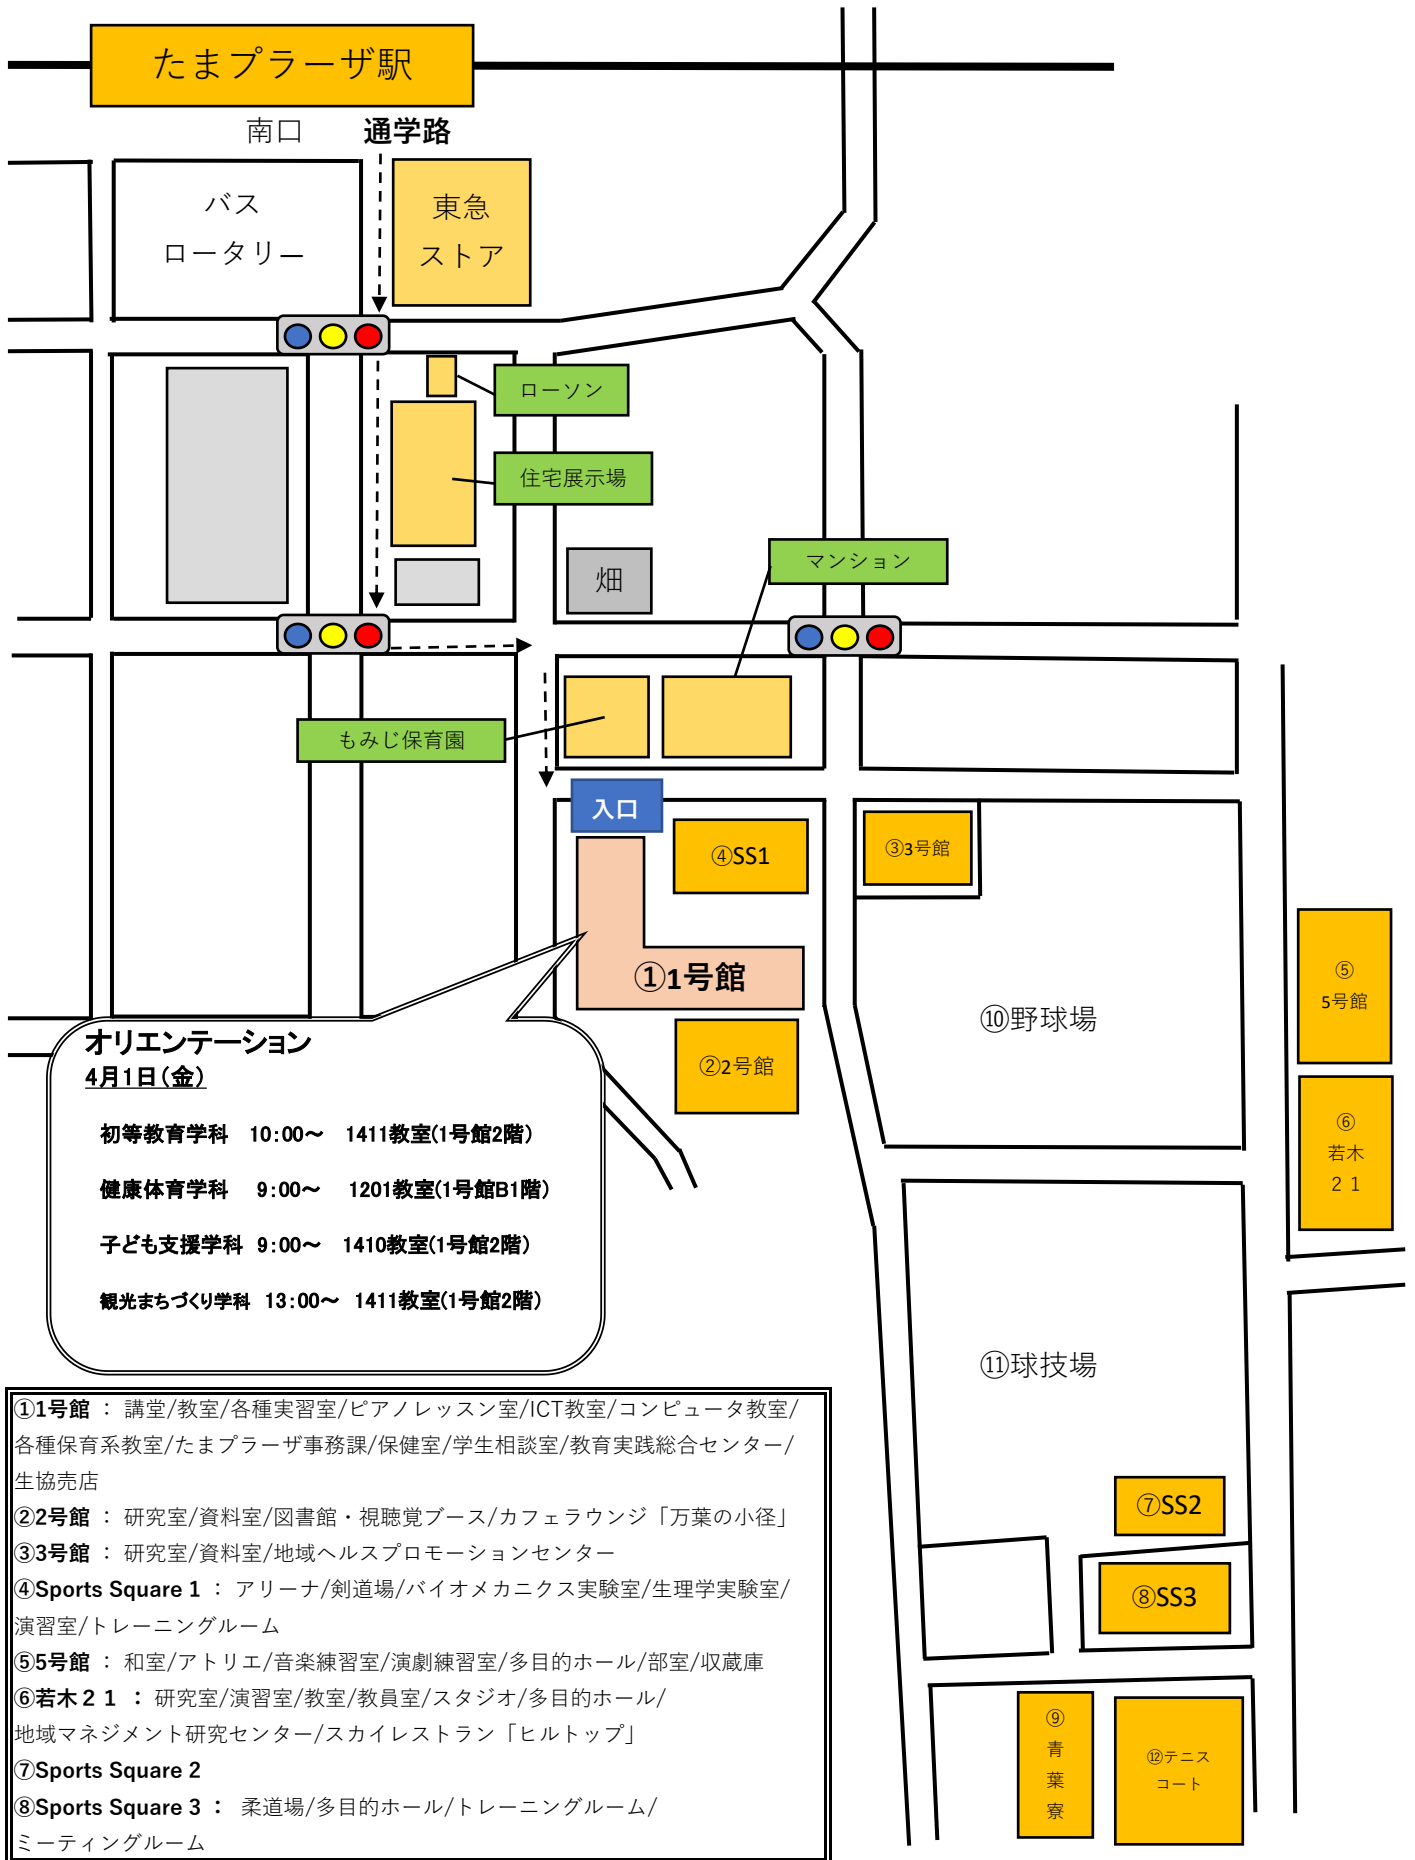 たまプラーザ駅
南口
通学路
バス
ロータリー
東急
ストア
ローソン
住宅展示場
畑
マンション
もみじ保育園
入口
④SS1
③3号館
①1号館
②2号館
⑩野球場
⑤
5号館
⑥
若木
２１
オリエンテーション
4月1日(金)
初等教育学科　10:00～　1411教室(1号館2階)
健康体育学科　 9:00～　 1201教室(1号館B1階)
子ども支援学科　9:00～　 1410教室(1号館2階)
観光まちづくり学科　13:00～　1411教室(1号館2階)
⑪球技場
⑦SS2
⑧SS3
⑨
青
葉
寮
⑫テニス
コート
①1号館 ： 講堂/教室/各種実習室/ピアノレッスン室/ICT教室/コンピュータ教室/
各種保育系教室/たまプラーザ事務課/保健室/学生相談室/教育実践総合センター/
生協売店
②2号館 ： 研究室/資料室/図書館・視聴覚ブース/カフェラウンジ「万葉の小径」
③3号館 ： 研究室/資料室/地域ヘルスプロモーションセンター
④Sports Square 1 ： アリーナ/剣道場/バイオメカニクス実験室/生理学実験室/
演習室/トレーニングルーム
⑤5号館 ： 和室/アトリエ/音楽練習室/演劇練習室/多目的ホール/部室/収蔵庫
⑥若木２１ ： 研究室/演習室/教室/教員室/スタジオ/多目的ホール/
地域マネジメント研究センター/スカイレストラン「ヒルトップ」
⑦Sports Square 2
⑧Sports Square 3 ： 柔道場/多目的ホール/トレーニングルーム/
ミーティングルーム